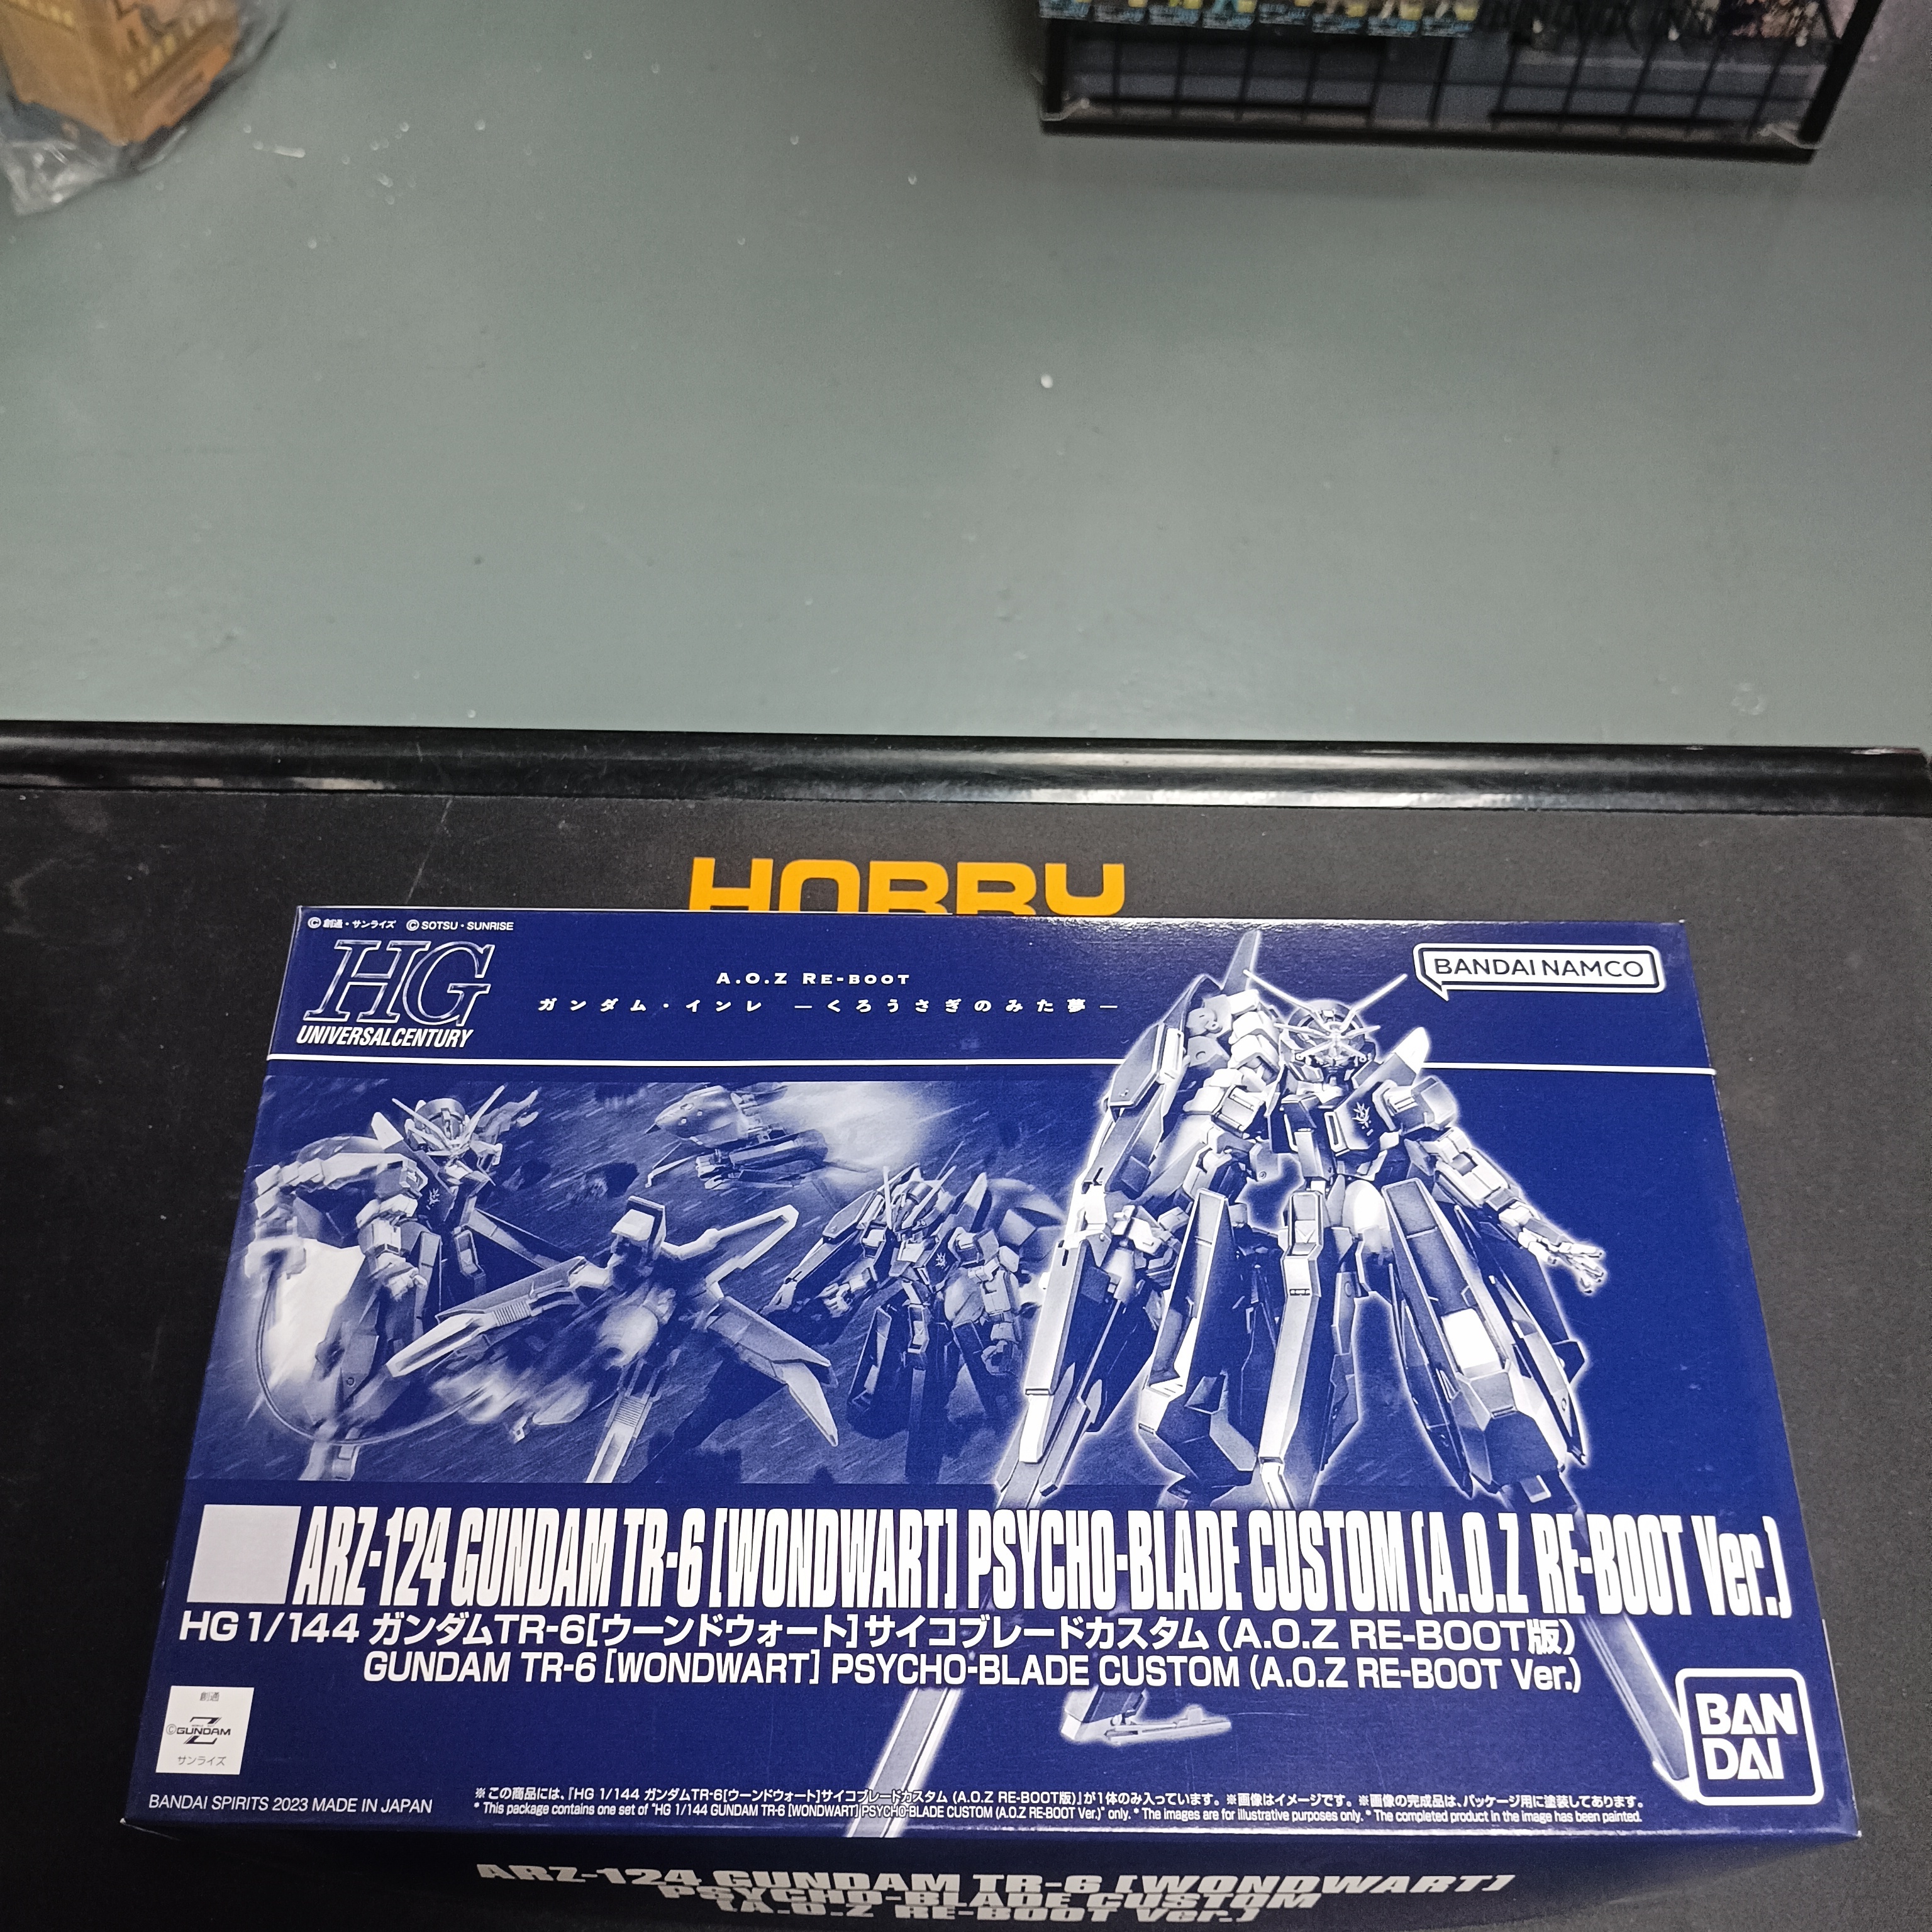 HOBBY
©創通・サンライズ ©SOTSU・SUNRISE
HG
UNIVERSAL CENTURY
A.O.Z RE-BOOT
ガンダム・インレ ―くろうさぎのみた夢―
BANDAI NAMCO
ARZ-124 GUNDAM TR-6 [WONDWART] PSYCHO-BLADE CUSTOM (A.O.Z RE-BOOT Ver.)
HG 1/144 ガンダムTR-6[ウーンドウォート]サイコブレードカスタム (A.O.Z RE-BOOT版)
GUNDAM TR-6 [WONDWART] PSYCHO-BLADE CUSTOM (A.O.Z RE-BOOT Ver.)
創通
©GUNDAM
Z
サンライズ
BAN
DAI
BANDAI SPIRITS 2023 MADE IN JAPAN
※この商品には、『HG 1/144 ガンダムTR-6[ウーンドウォート]サイコブレードカスタム (A.O.Z RE-BOOT版)』が1体のみ入っています。※画像はイメージです。※画像の完成品は、パッケージ用に塗装してあります。
* This package contains one set of "HG 1/144 GUNDAM TR-6 [WONDWART] PSYCHO-BLADE CUSTOM (A.O.Z RE-BOOT Ver.)" only. * The images are for illustrative purposes only. * The completed product in the image has been painted.
ARZ-124 GUNDAM TR-6 [WONDWART]
PSYCHO-BLADE CUSTOM
(A.O.Z RE-BOOT Ver.)